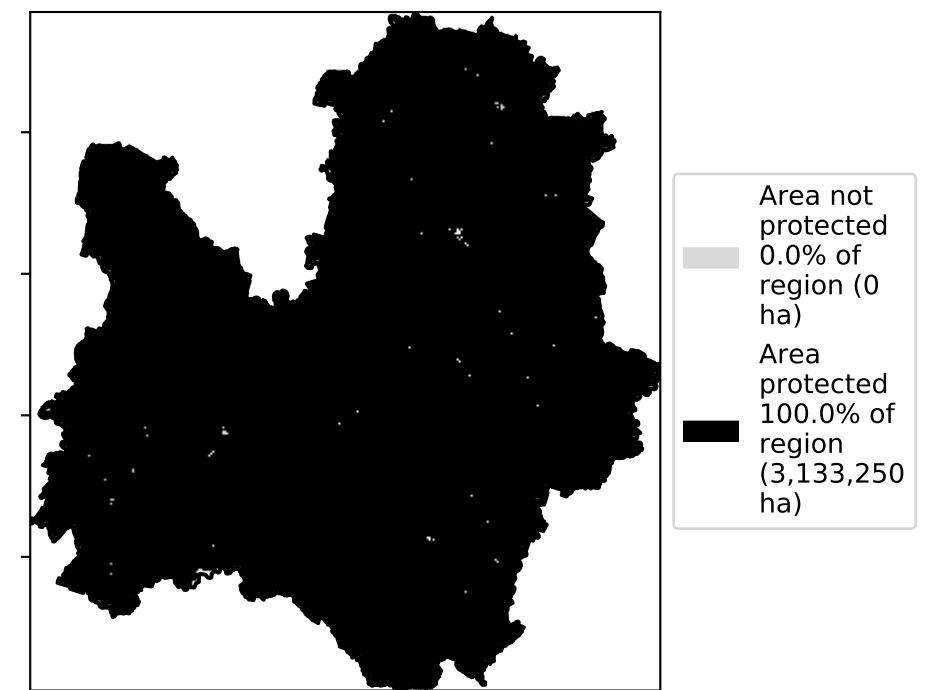 Area not
protected
0.0% of
region (0
ha)
Area
protected
100.0% of
region
(3,133,250
ha)